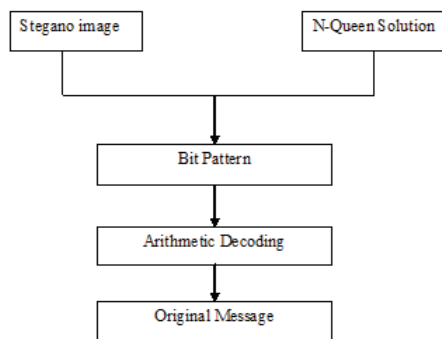 Stegano image
N-Queen Solution
Bit Pattern
Arithmetic Decoding
Original Message